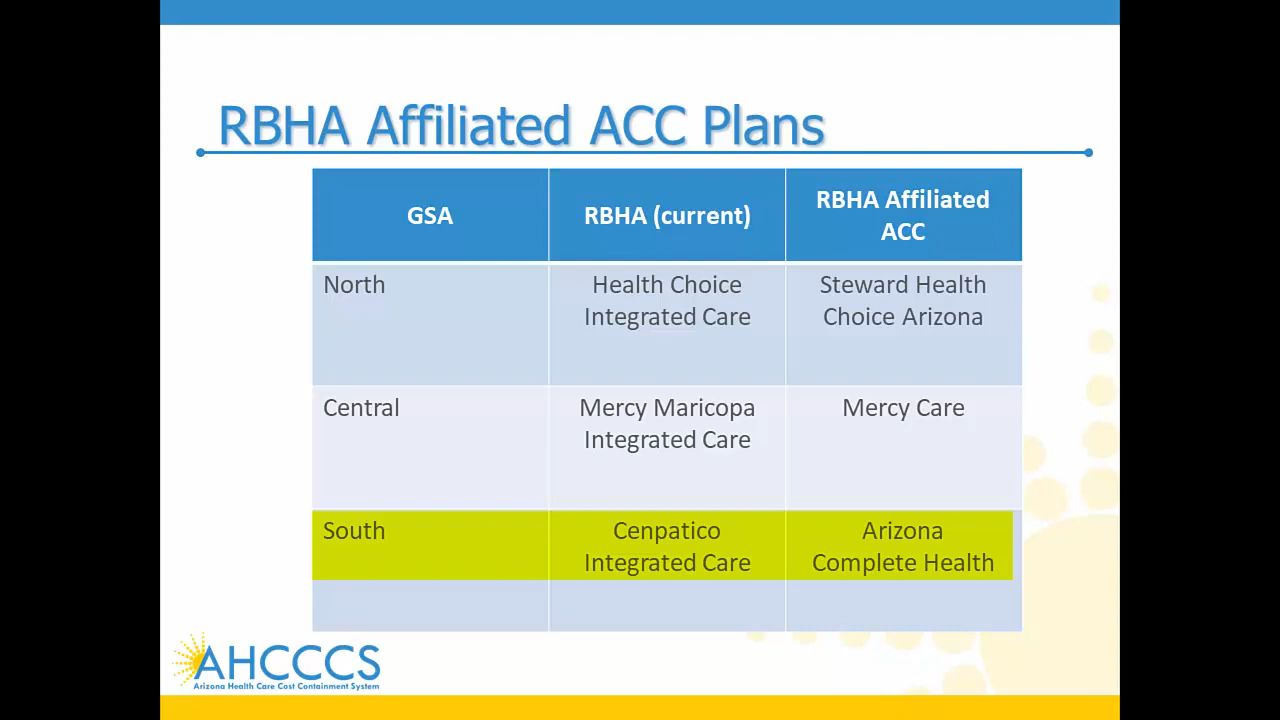 RBHA Affiliated ACC Plans
GSA
RBHA (current)
RBHA Affiliated
ACC
North
Health Choice
Integrated Care
Steward Health
Choice Arizona
Central
Mercy Maricopa
Integrated Care
Mercy Care
South
Cenpatico
Integrated Care
Arizona
Complete Health
AHCCCS
Arizona Health Care Cost Containment System